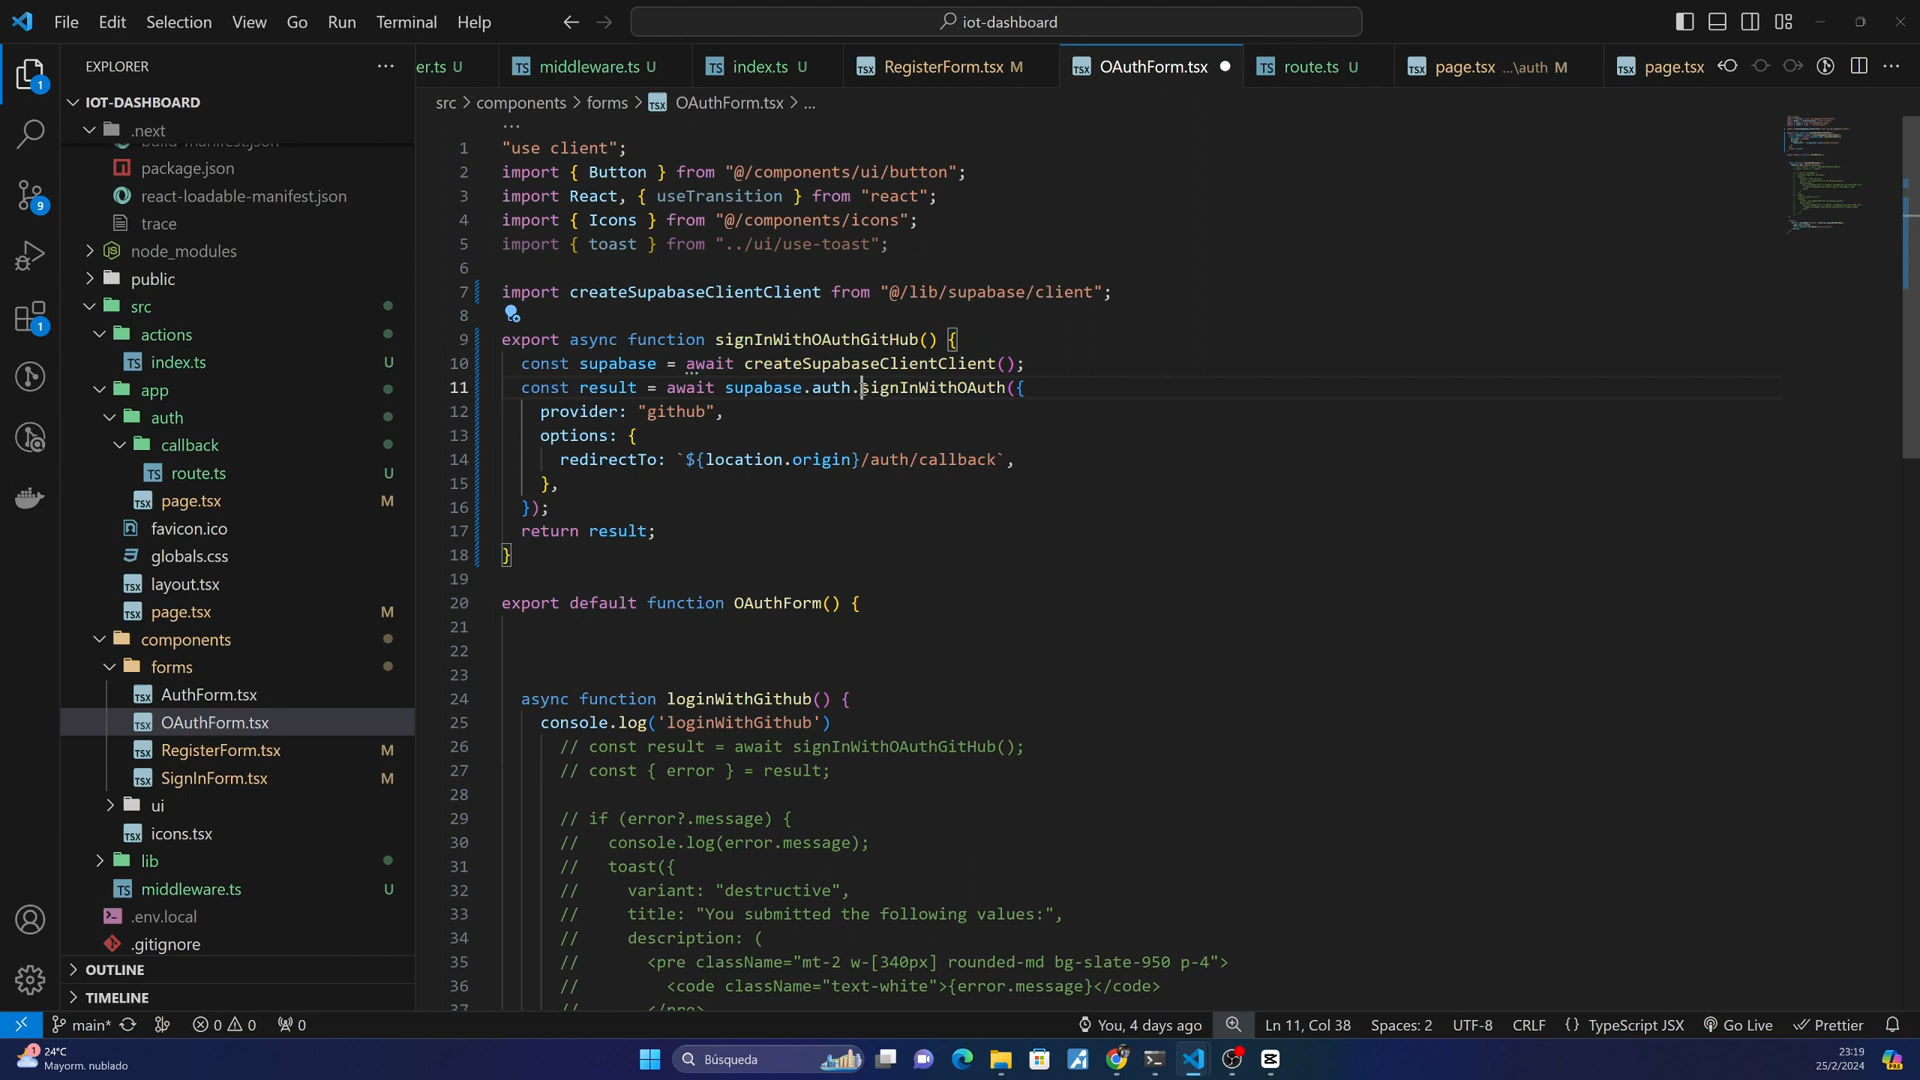 File Edit Selection View Go Run Terminal Help
iot-dashboard
EXPLORER
er.ts U
middleware.ts U
index.ts U
RegisterForm.tsx M
OAuthForm.tsx
route.ts U
page.tsx ...\auth M
page.tsx
src > components > forms > OAuthForm.tsx > ...
IOT-DASHBOARD
.next
build-manifest.json
package.json
react-loadable-manifest.json
trace
node_modules
public
src
actions
index.ts U
app
auth
callback
route.ts U
page.tsx M
favicon.ico
globals.css
layout.tsx
page.tsx M
components
forms
AuthForm.tsx
OAuthForm.tsx
RegisterForm.tsx M
SignInForm.tsx M
ui
icons.tsx
lib
middleware.ts U
.env.local
.gitignore
OUTLINE
TIMELINE
1
9
1
1 "use client";
2 import { Button } from "@/components/ui/button";
3 import React, { useTransition } from "react";
4 import { Icons } from "@/components/icons";
5 import { toast } from "../ui/use-toast";
6
7 import createSupabaseClientClient from "@/lib/supabase/client";
8
9 export async function signInWithOAuthGitHub() {
10 const supabase = await createSupabaseClientClient();
11 const result = await supabase.auth.signInWithOAuth({
12 provider: "github",
13 options: {
14 redirectTo: `${location.origin}/auth/callback`,
15 },
16 });
17 return result;
18 }
19
20 export default function OAuthForm() {
21
22
23
24 async function loginWithGithub() {
25 console.log('loginWithGithub')
26 // const result = await signInWithOAuthGitHub();
27 // const { error } = result;
28
29 // if (error?.message) {
30 // console.log(error.message);
31 // toast({
32 // variant: "destructive",
33 // title: "You submitted the following values:",
34 // description: (
35 // <pre className="mt-2 w-[340px] rounded-md bg-slate-950 p-4">
36 // <code className="text-white">{error.message}</code>
37 // </pre>
main* 0 0 0
You, 4 days ago
Ln 11, Col 38 Spaces: 2 UTF-8 CRLF {} TypeScript JSX Go Live Prettier
1
24°C
Mayorm. nublado
Búsqueda
23:19
25/2/2024
PRE